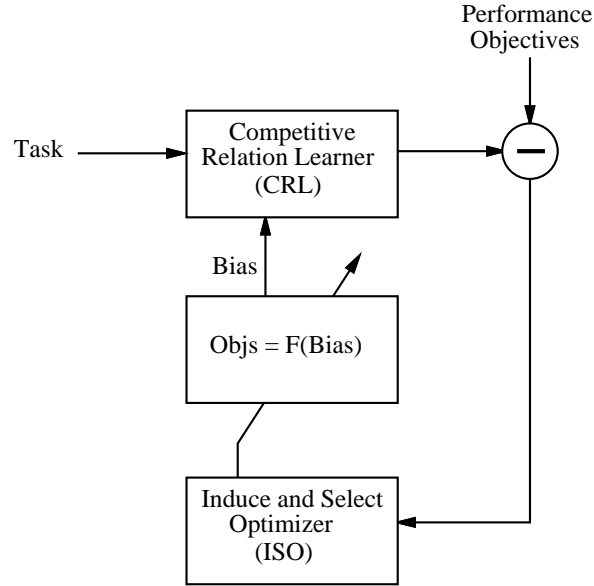 Performance
Objectives
Task
Competitive
Relation Learner
(CRL)
Bias
Objs = F(Bias)
Induce and Select
Optimizer
(ISO)